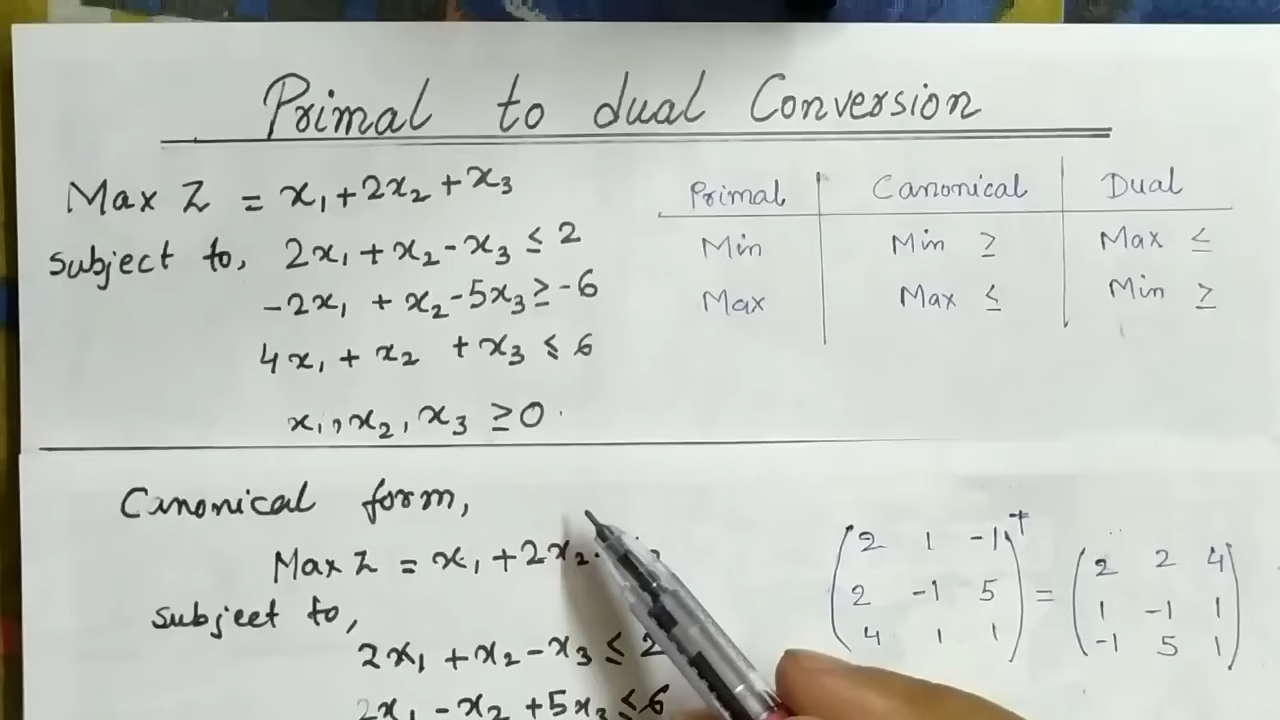 Primal to dual Conversion
Max Z = x₁ + 2x₂ + x₃
subject to, 2x₁ + x₂ - x₃ ≤ 2
-2x₁ + x₂ - 5x₃ ≥ -6
4x₁ + x₂ + x₃ ≤ 6
x₁, x₂, x₃ ≥ 0.
Primal Canonical Dual
Min Min ≥ Max ≤
Max Max ≤ Min ≥
Canonical form,
Max Z = x₁ + 2x₂
subject to,
2x₁ + x₂ - x₃ ≤ 2
2x₁ - x₂ + 5x₃ ≤ 6
2 1 -1 T 2 2 4
2 -1 5 = 1 -1 1
4 1 1 -1 5 1